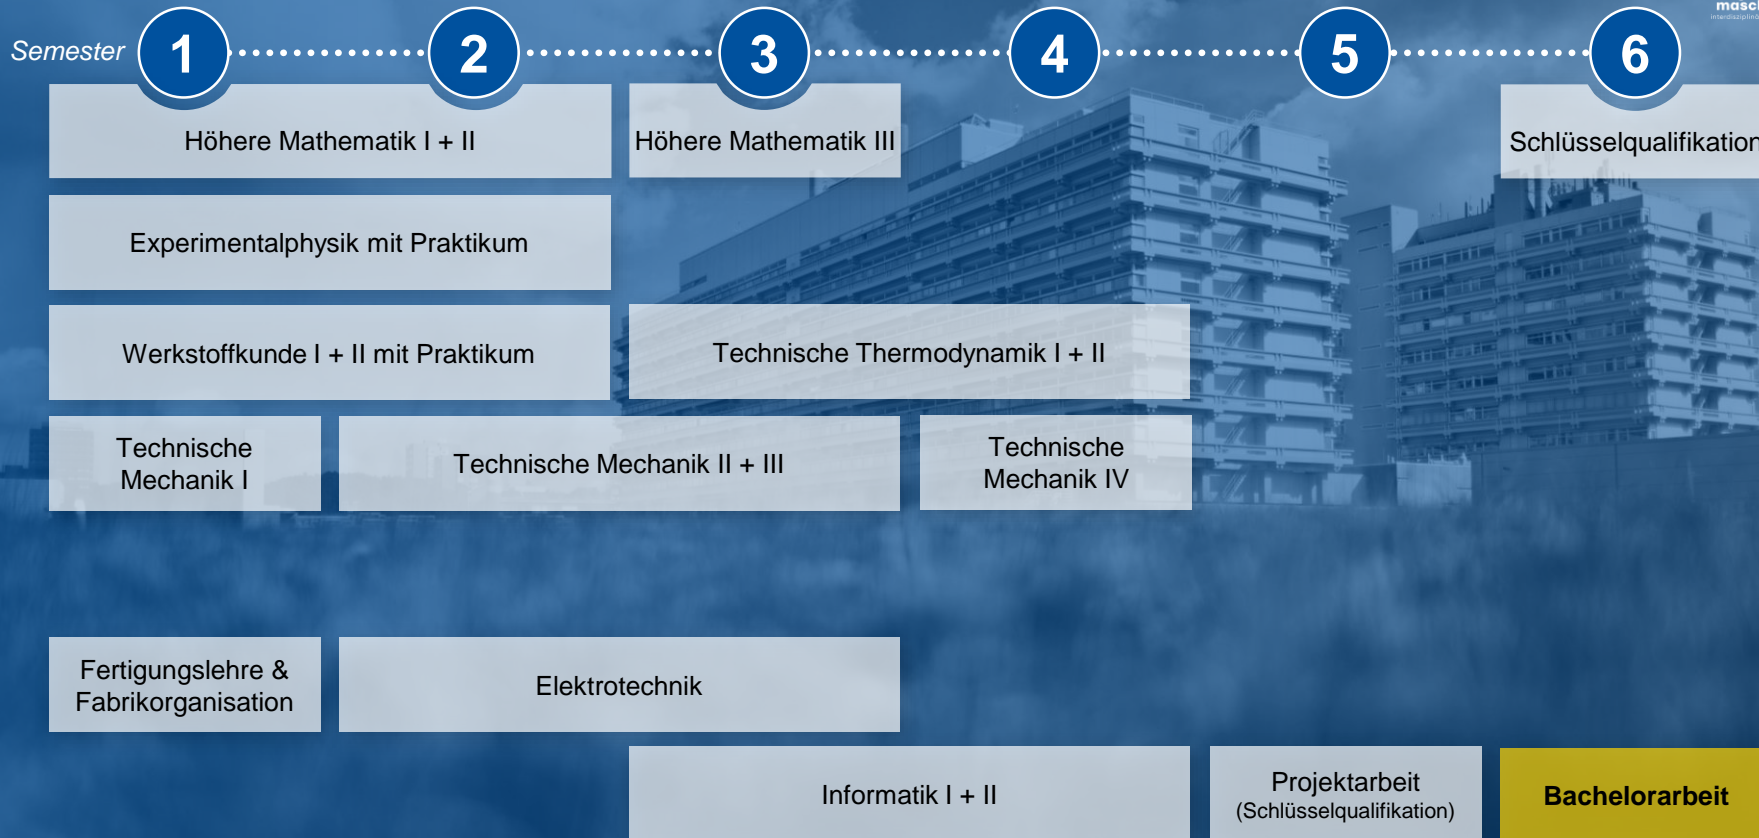 masch
interdisziplinä
Semester 1 2 3 4 5 6
Höhere Mathematik I + II
Höhere Mathematik III
Schlüsselqualifikation
Experimentalphysik mit Praktikum
Werkstoffkunde I + II mit Praktikum
Technische Thermodynamik I + II
Technische
Mechanik I
Technische Mechanik II + III
Technische
Mechanik IV
Fertigungslehre &
Fabrikorganisation
Elektrotechnik
Informatik I + II
Projektarbeit
(Schlüsselqualifikation)
Bachelorarbeit